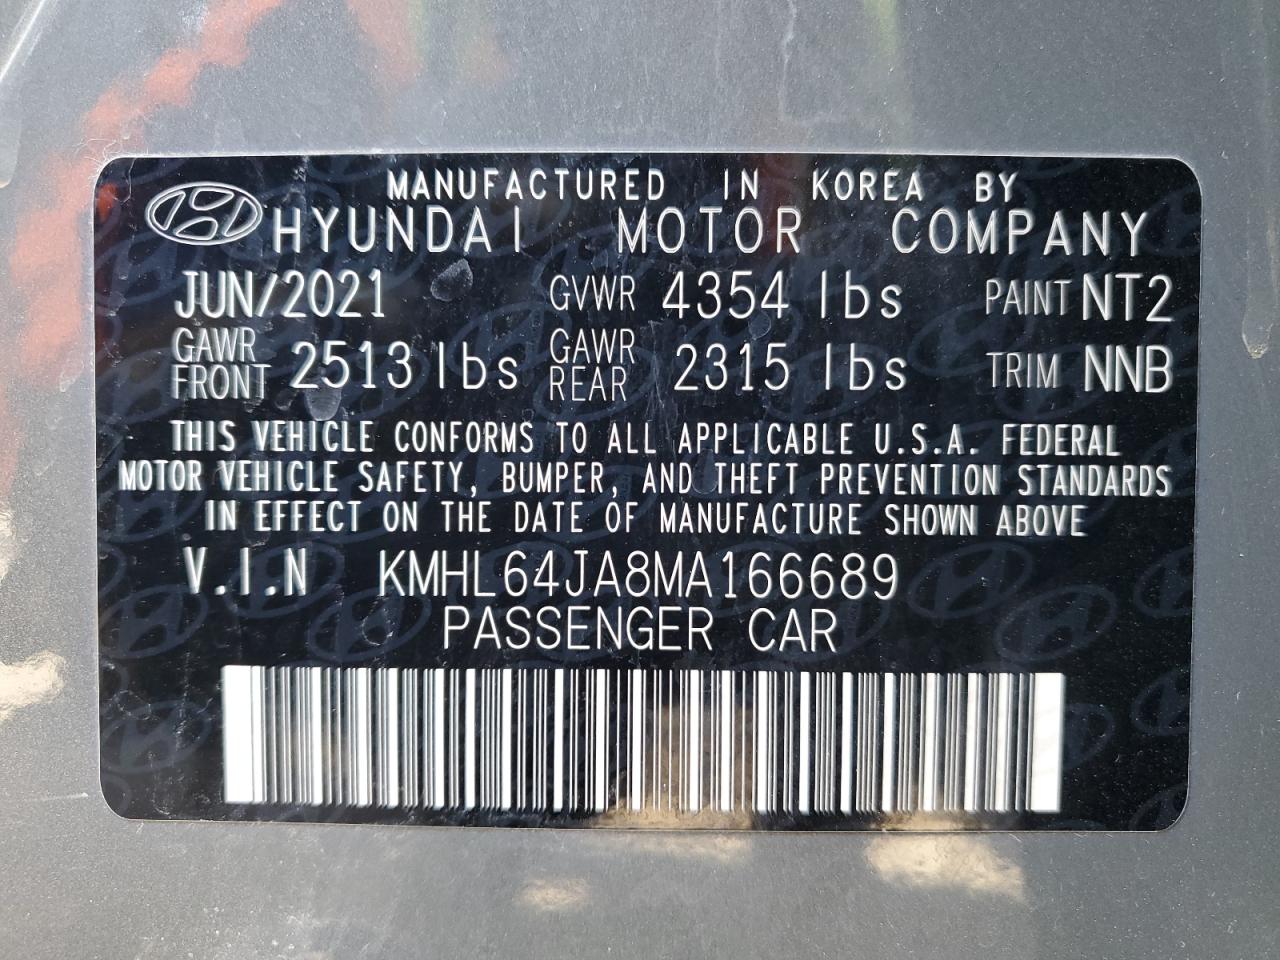 MANUFACTURED IN KOREA BY
HYUNDAI MOTOR COMPANY
JUN/2021 GVWR 4354 lbs PAINT NT2
GAWR FRONT 2513 lbs GAWR REAR 2315 lbs TRIM NNB
THIS VEHICLE CONFORMS TO ALL APPLICABLE U.S.A. FEDERAL
MOTOR VEHICLE SAFETY, BUMPER, AND THEFT PREVENTION STANDARDS
IN EFFECT ON THE DATE OF MANUFACTURE SHOWN ABOVE
V.I.N KMHL64JA8MA166689
PASSENGER CAR